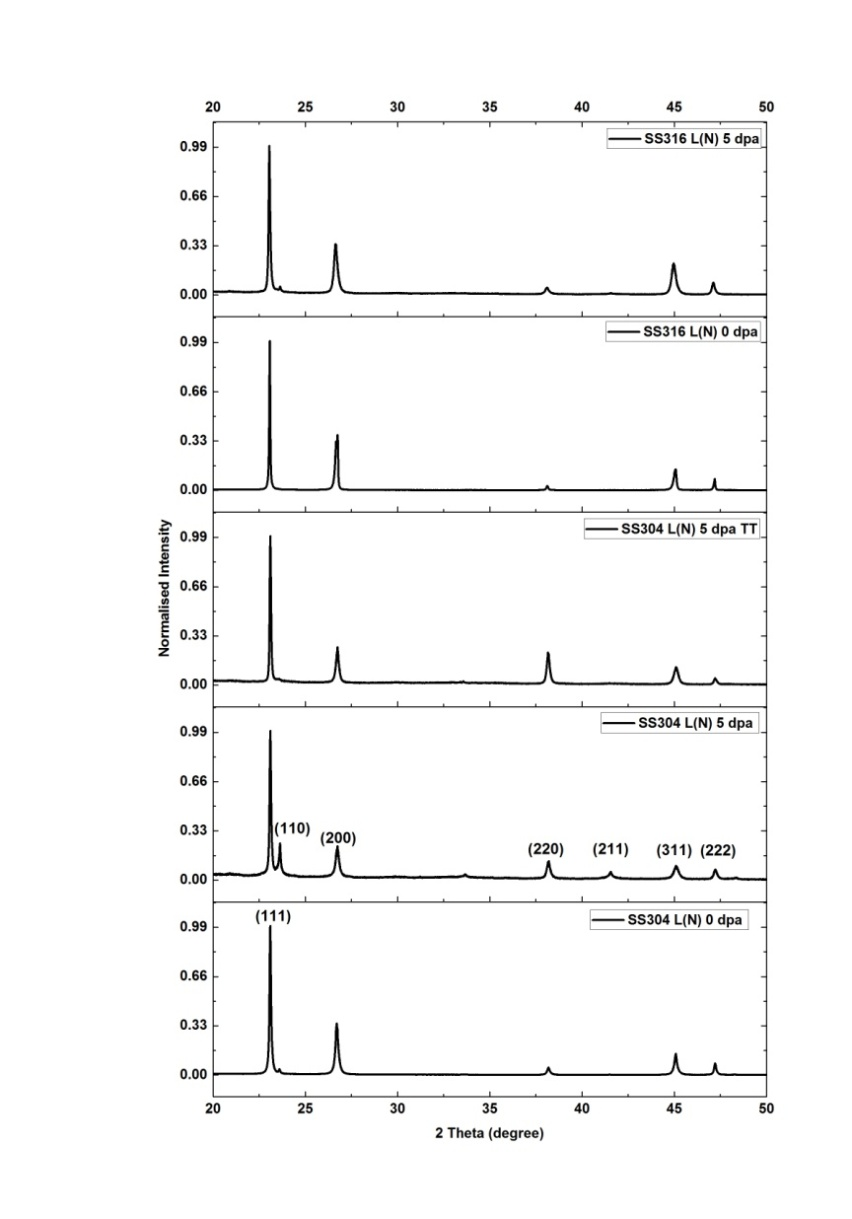 20 25 30 35 40 45 50
SS316 L(N) 5 dpa
0.99
0.66
0.33
0.00
SS316 L(N) 0 dpa
0.99
0.66
0.33
0.00
SS304 L(N) 5 dpa TT
0.99
0.66
0.33
0.00
Normalised Intensity
SS304 L(N) 5 dpa
0.99
0.66
0.33
0.00
(110) (200) (220) (211) (311) (222)
SS304 L(N) 0 dpa
(111)
0.99
0.66
0.33
0.00
20 25 30 35 40 45 50
2 Theta (degree)